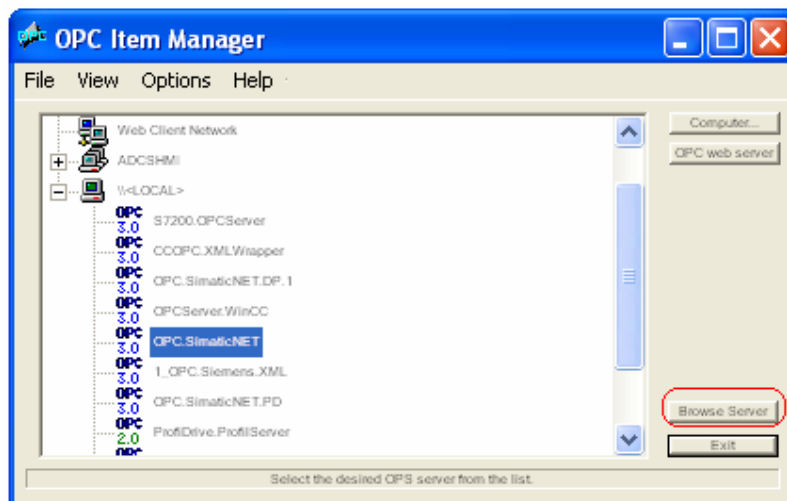 OPC Item Manager
File View Options Help
Web Client Network
ADCSHMI
\\<LOCAL>
OPC 3.0 S7200.OPCServer
OPC 3.0 CCOPC.XMLWrapper
OPC 3.0 OPC.SimaticNET.DP.1
OPC 3.0 OPCServer.WinCC
OPC 3.0 OPC.SimaticNET
OPC 3.0 1_OPC.Siemens.XML
OPC 3.0 OPC.SimaticNET.PD
OPC 2.0 ProfiDrive.ProfilServer
OPC
Computer...
OPC web server
Browse Server
Exit
Select the desired OPS server from the list.